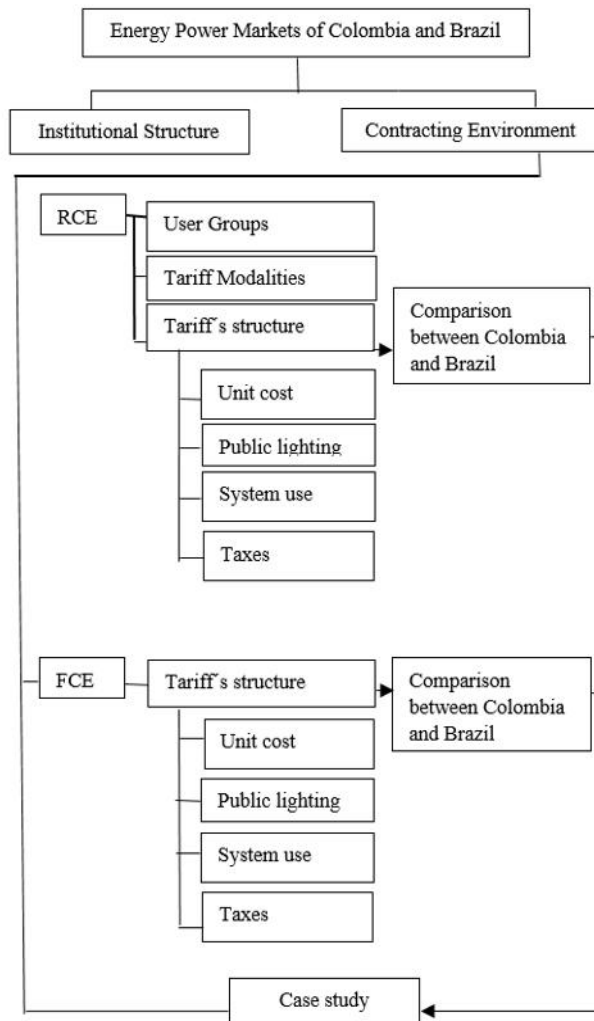 Energy Power Markets of Colombia and Brazil
Institutional Structure
Contracting Environment
RCE
User Groups
Tariff Modalities
Tariff´s structure
Comparison
between Colombia
and Brazil
Unit cost
Public lighting
System use
Taxes
FCE
Tariff´s structure
Comparison
between Colombia
and Brazil
Unit cost
Public lighting
System use
Taxes
Case study